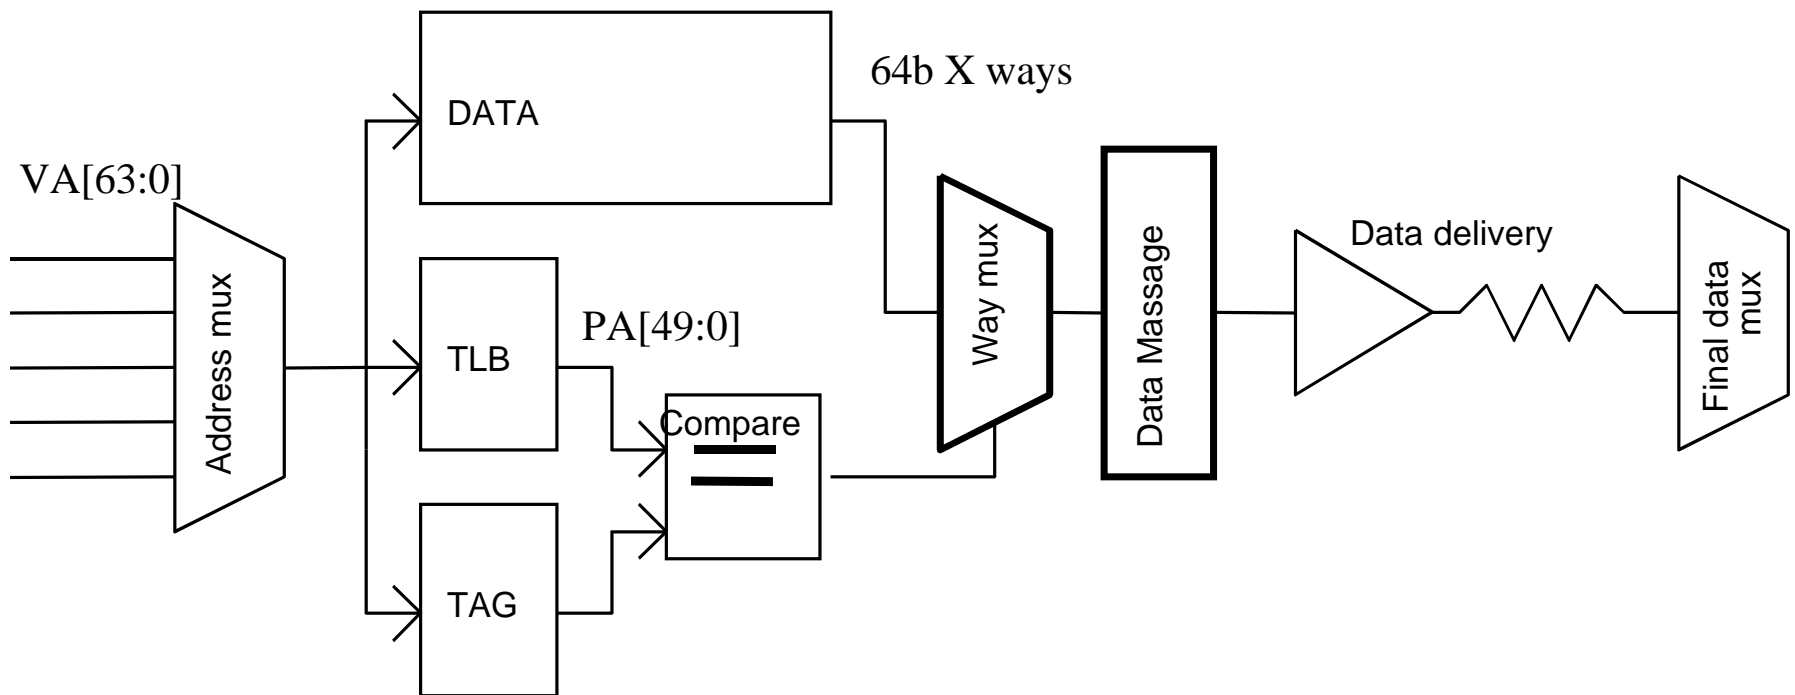 64b X ways
DATA
VA[63:0]
Address mux
TLB
PA[49:0]
Compare
TAG
Way mux
Data Massage
Data delivery
Final data
mux